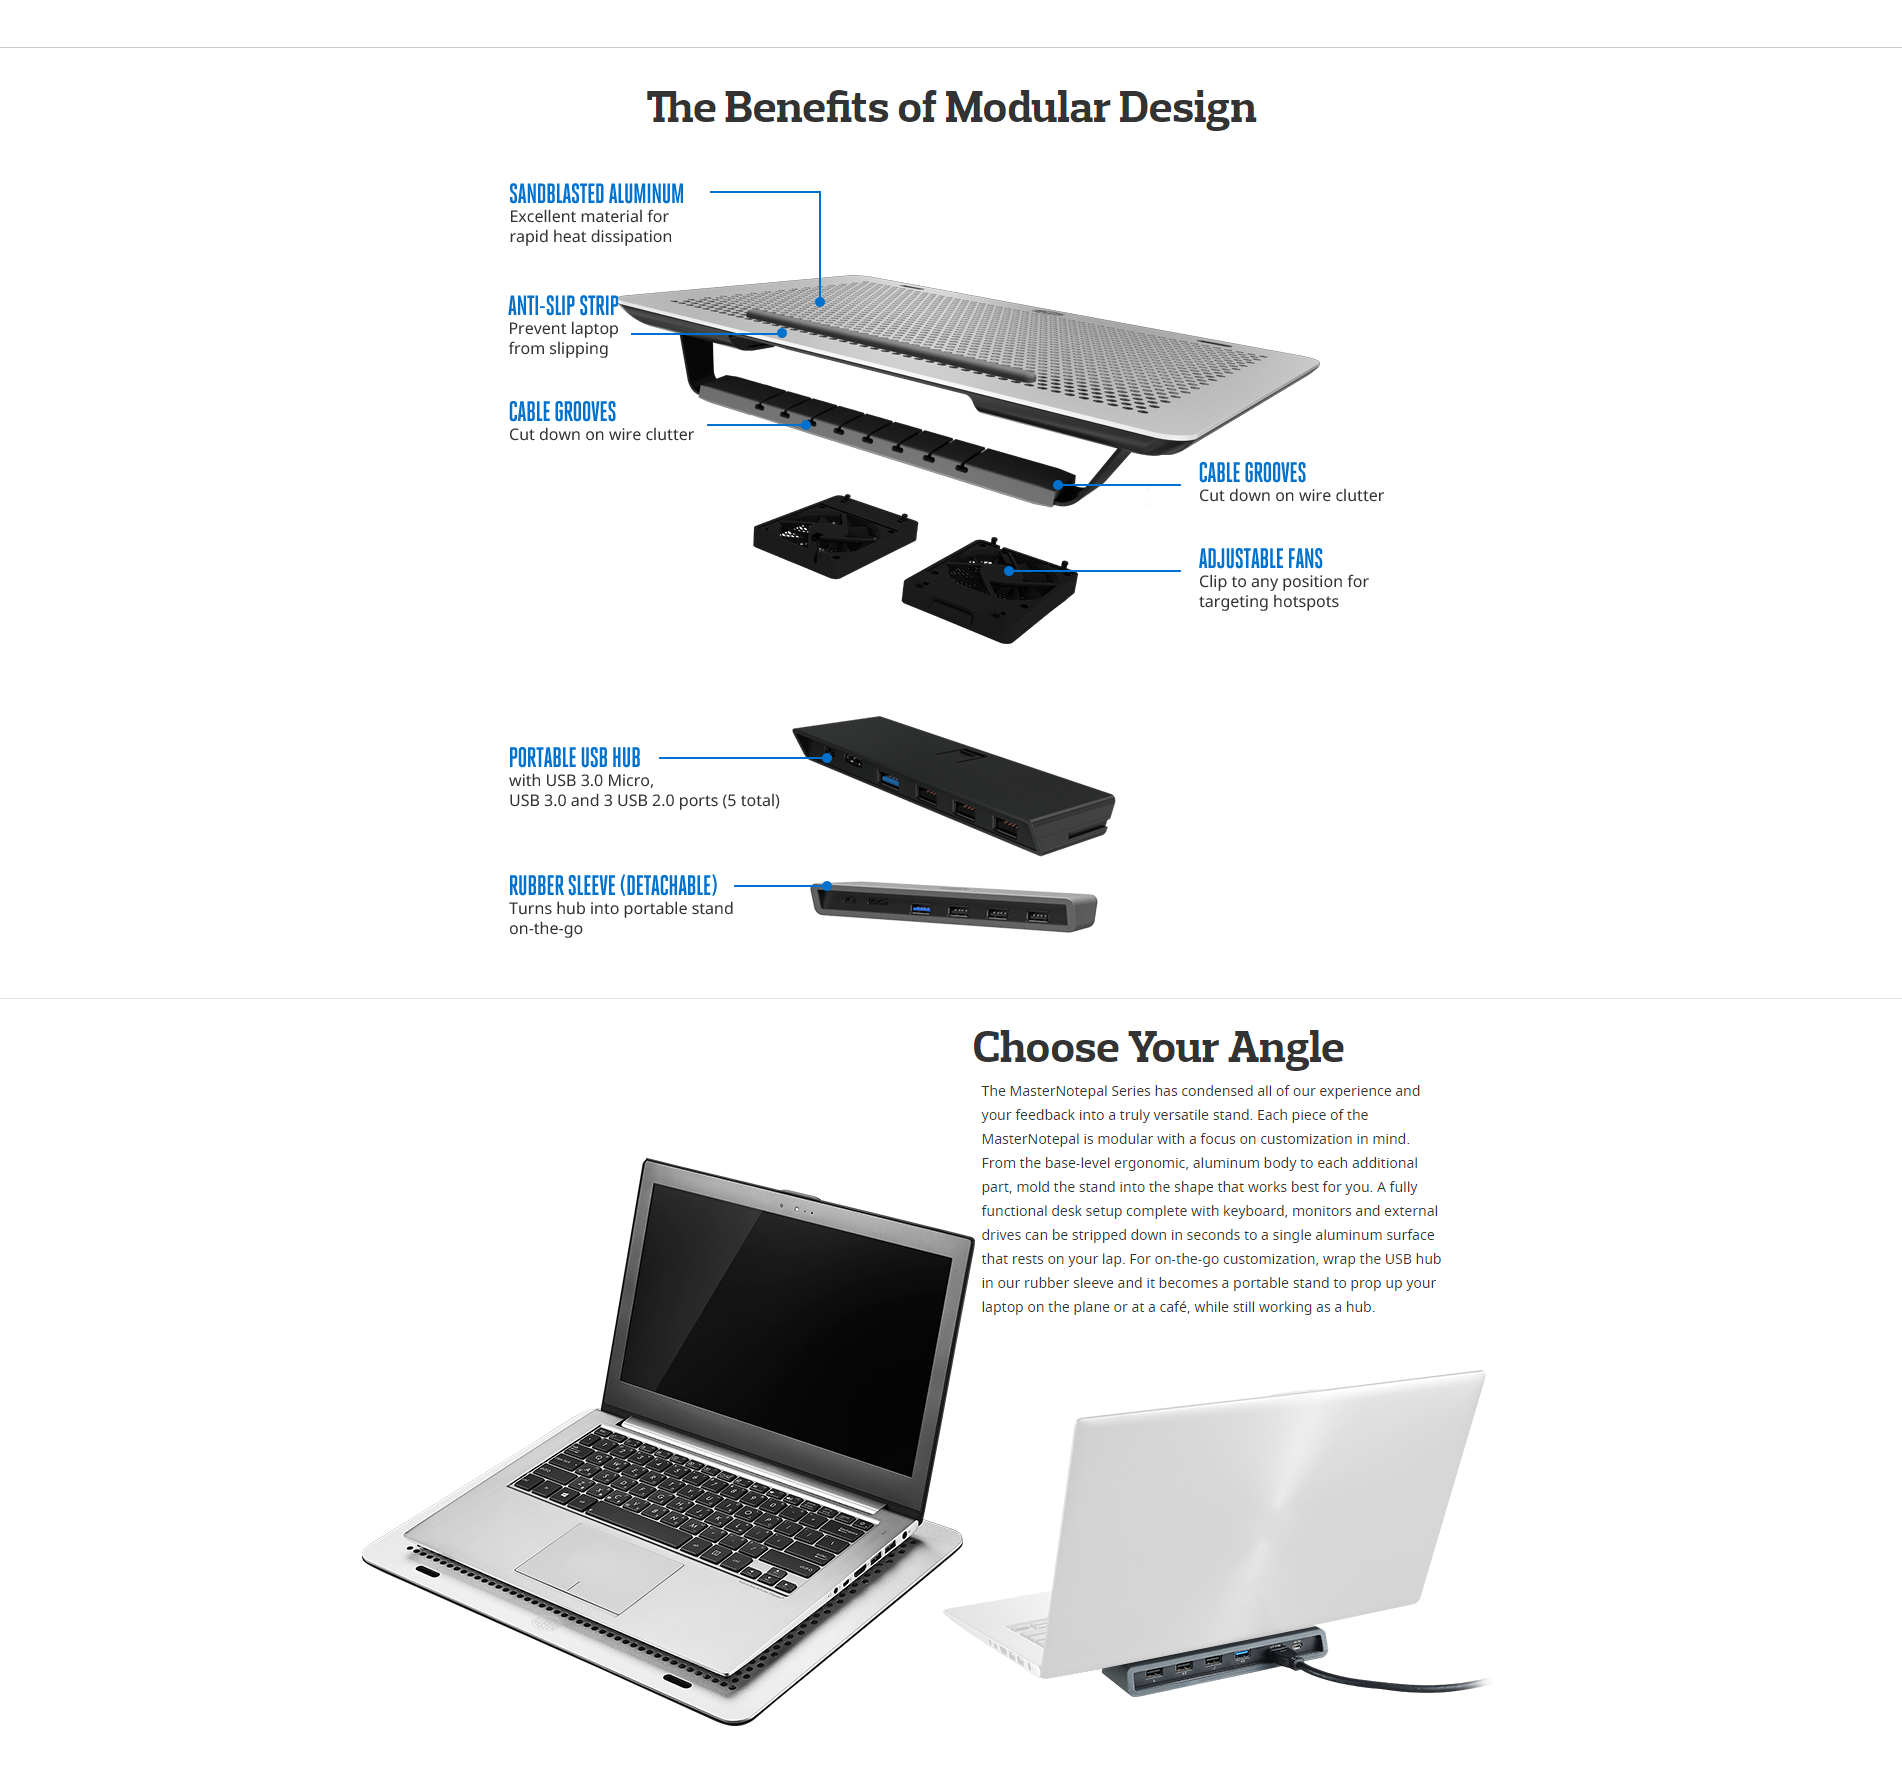 The Benefits of Modular Design
SANDBLASTED ALUMINUM
Excellent material for
rapid heat dissipation
ANTI-SLIP STRIP
Prevent laptop
from slipping
CABLE GROOVES
Cut down on wire clutter
CABLE GROOVES
Cut down on wire clutter
ADJUSTABLE FANS
Clip to any position for
targeting hotspots
PORTABLE USB HUB
with USB 3.0 Micro,
USB 3.0 and 3 USB 2.0 ports (5 total)
RUBBER SLEEVE (DETACHABLE)
Turns hub into portable stand
on-the-go
Choose Your Angle
The MasterNotepal Series has condensed all of our experience and
your feedback into a truly versatile stand. Each piece of the
MasterNotepal is modular with a focus on customization in mind.
From the base-level ergonomic, aluminum body to each additional
part, mold the stand into the shape that works best for you. A fully
functional desk setup complete with keyboard, monitors and external
drives can be stripped down in seconds to a single aluminum surface
that rests on your lap. For on-the-go customization, wrap the USB hub
in our rubber sleeve and it becomes a portable stand to prop up your
laptop on the plane or at a café, while still working as a hub.